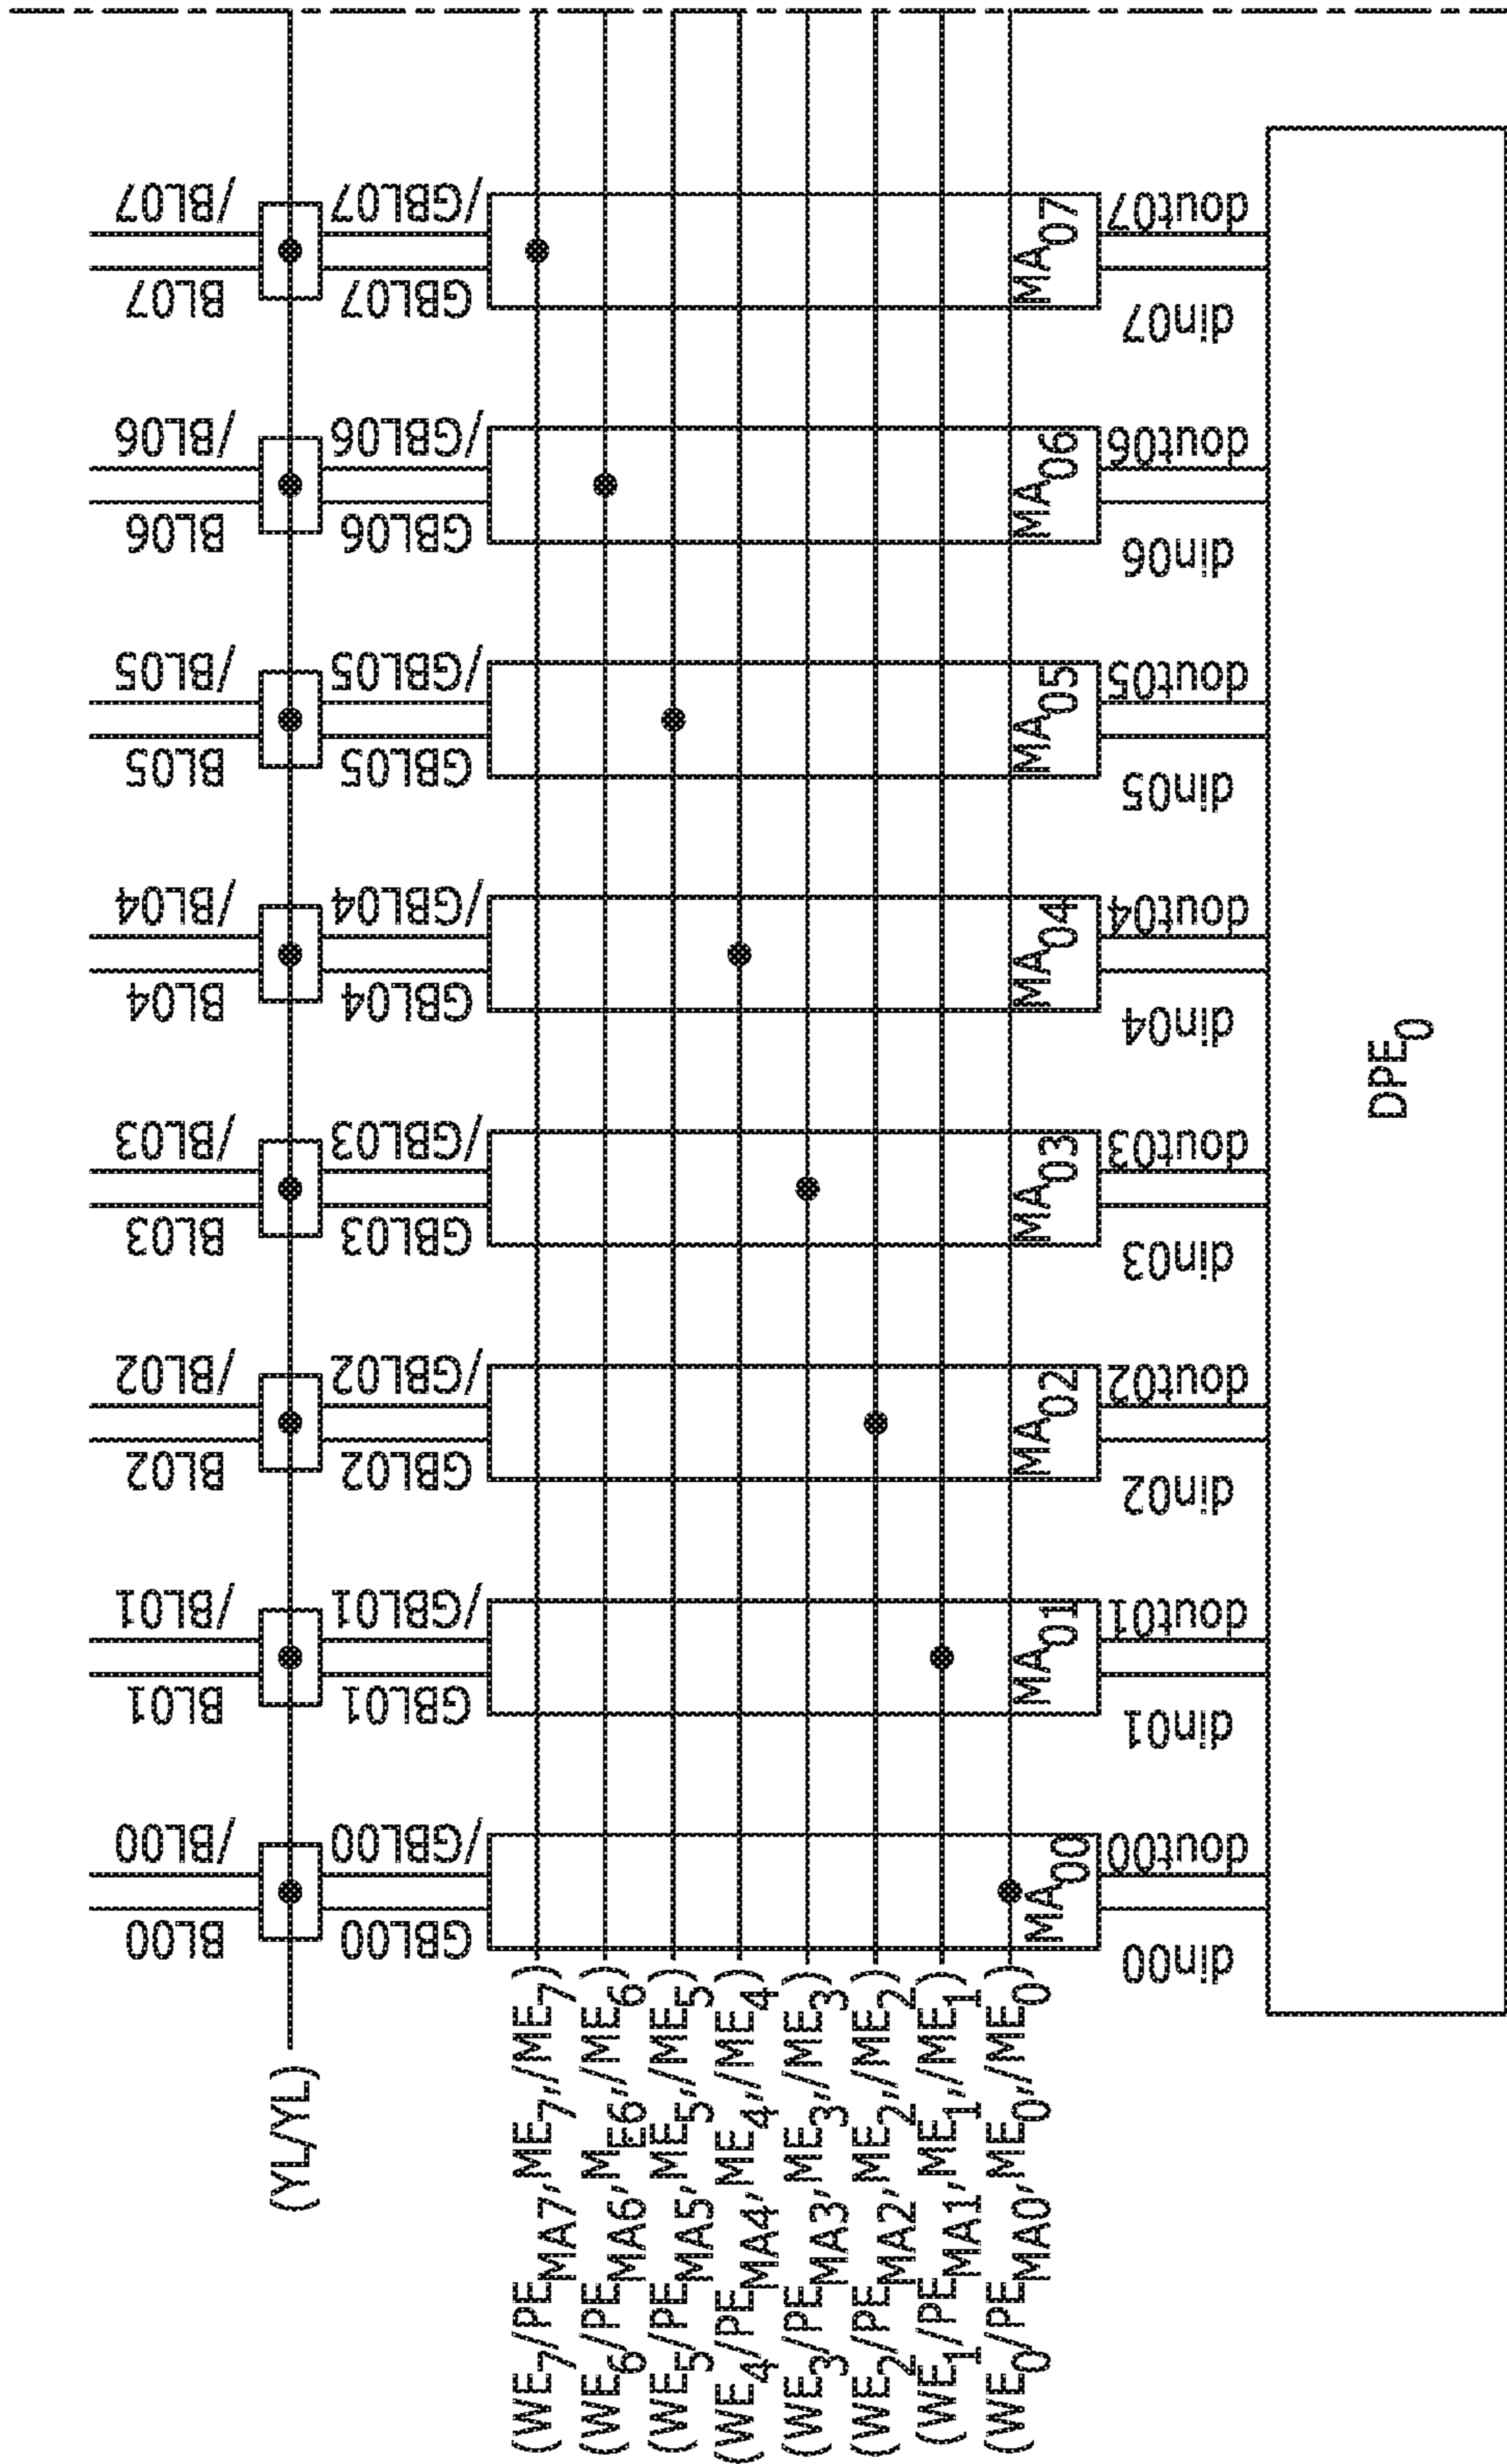 (YL/YL)
BL00
/BL00
BL01
/BL01
BL02
/BL02
BL03
/BL03
BL04
/BL04
BL05
/BL05
BL06
/BL06
BL07
/BL07
GBL00
/GBL00
GBL01
/GBL01
GBL02
/GBL02
GBL03
/GBL03
GBL04
/GBL04
GBL05
/GBL05
GBL06
/GBL06
GBL07
/GBL07
(WE7/PEMA7,ME7,/ME7)
(WE6/PEMA6,ME6,/ME6)
(WE5/PEMA5,ME5,/ME5)
(WE4/PEMA4,ME4,/ME4)
(WE3/PEMA3,ME3,/ME3)
(WE2/PEMA2,ME2,/ME2)
(WE1/PEMA1,ME1,/ME1)
(WE0/PEMA0,ME0,/ME0)
MA00
MA01
MA02
MA03
MA04
MA05
MA06
MA07
din00
dout00
din01
dout01
din02
dout02
din03
dout03
din04
dout04
din05
dout05
din06
dout06
din07
dout07
DPE0